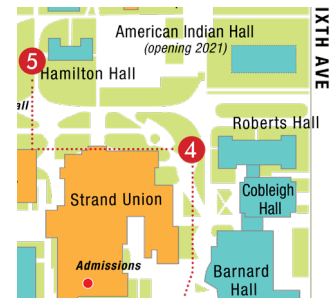 American Indian Hall
(opening 2021)
IXTH AVE
5
Hamilton Hall
all
Roberts Hall
4
Strand Union
Cobleigh
Hall
Admissions
Barnard
Hall